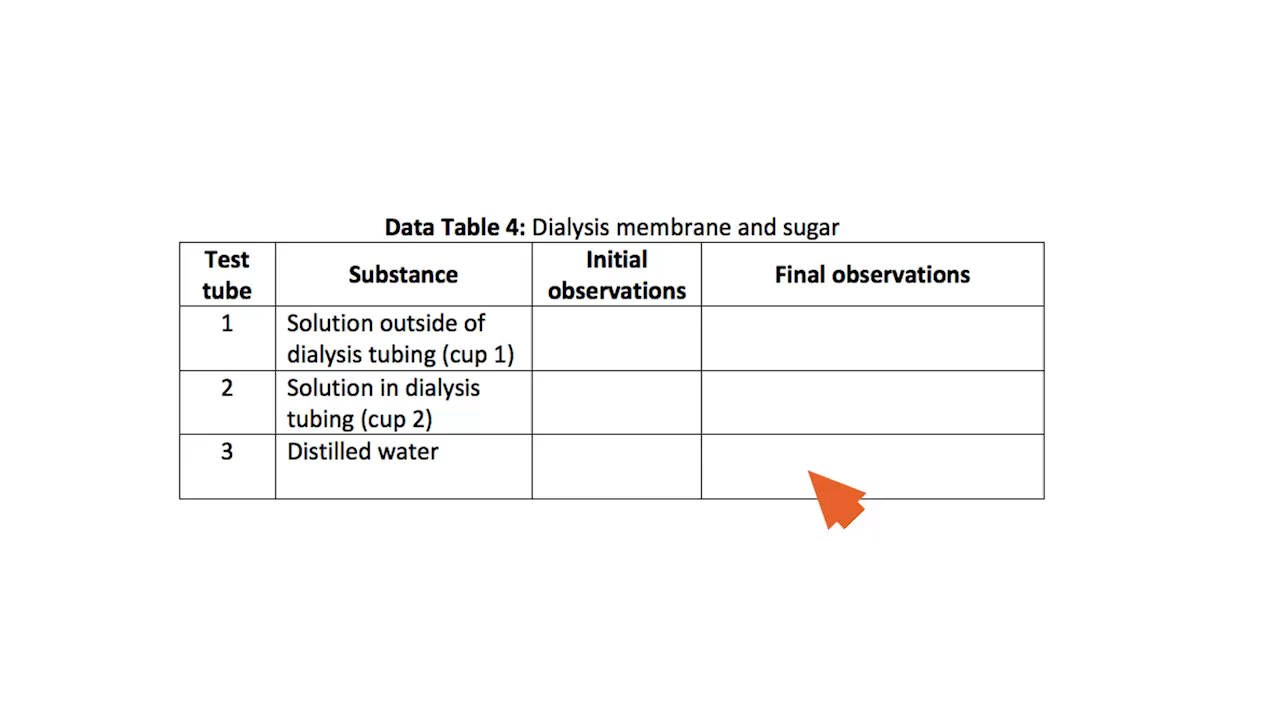 Data Table 4: Dialysis membrane and sugar
Test tube
Substance
Initial observations
Final observations
1
Solution outside of
dialysis tubing (cup 1)
2
Solution in dialysis
tubing (cup 2)
3
Distilled water